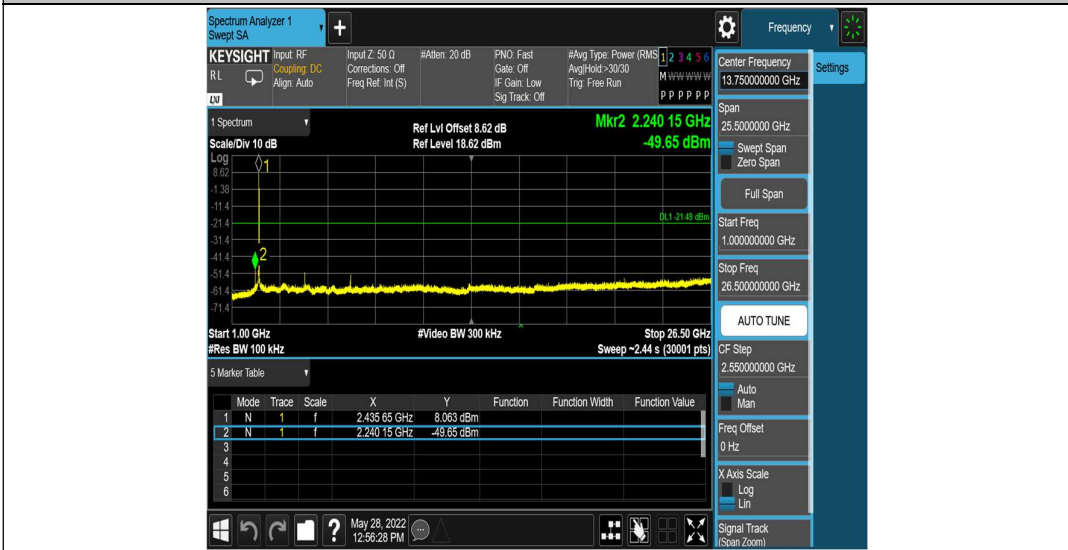 Spectrum Analyzer 1
Swept SA
+
Frequency
KEYSIGHT
RL
LXI
Input: RF
Coupling: DC
Align: Auto
Input Z: 50 Ω
Corrections: Off
Freq Ref: Int (S)
#Atten: 20 dB
PNO: Fast
Gate: Off
IF Gain: Low
Sig Track: Off
#Avg Type: Power (RMS
Avg|Hold:>30/30
Trig: Free Run
1 2 3 4 5 6
M W W W W W
P P P P P P
1 Spectrum
Scale/Div 10 dB
Ref Lvl Offset 8.62 dB
Ref Level 18.62 dBm
Mkr2 2.240 15 GHz
-49.65 dBm
Log
8.62
-1.38
-11.4
-21.4
-31.4
-41.4
-51.4
-61.4
-71.4
1
2
DL1 -21.49 dBm
Start 1.00 GHz
#Res BW 100 kHz
#Video BW 300 kHz
Stop 26.50 GHz
Sweep ~2.44 s (30001 pts)
5 Marker Table
Mode Trace Scale X Y Function Function Width Function Value
1 N 1 f 2.435 65 GHz 8.063 dBm
2 N 1 f 2.240 15 GHz -49.65 dBm
3
4
5
6
?
May 28, 2022
12:56:28 PM
Center Frequency
13.750000000 GHz
Settings
Span
25.5000000 GHz
Swept Span
Zero Span
Full Span
Start Freq
1.000000000 GHz
Stop Freq
26.500000000 GHz
AUTO TUNE
CF Step
2.550000000 GHz
Auto
Man
Freq Offset
0 Hz
X Axis Scale
Log
Lin
Signal Track
(Span Zoom)